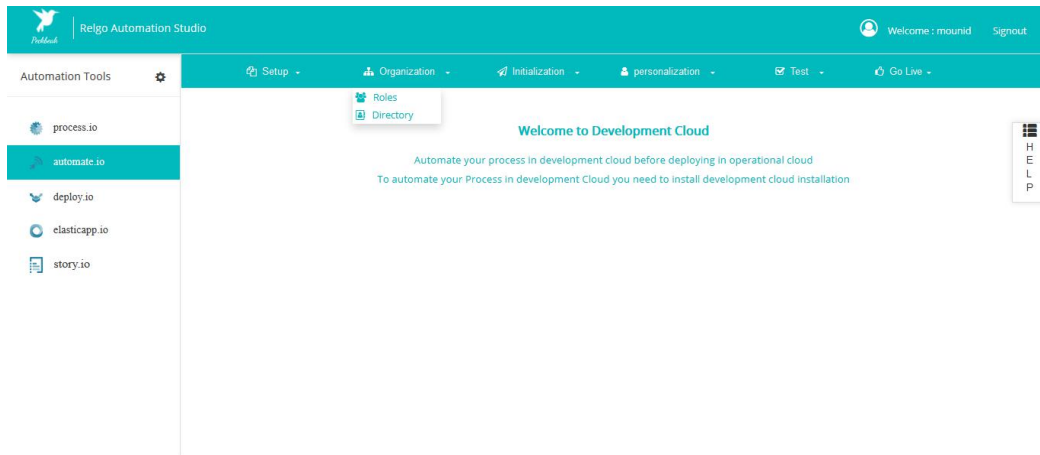 Relgo Automation Studio
Welcome : mounid Signout
Automation Tools
Setup Organization Initialization personalization Test Go Live
Roles
Directory
process.io
automate.io
deploy.io
elasticapp.io
story.io
Welcome to Development Cloud
Automate your process in development cloud before deploying in operational cloud
To automate your Process in development Cloud you need to install development cloud installation
H
E
L
P